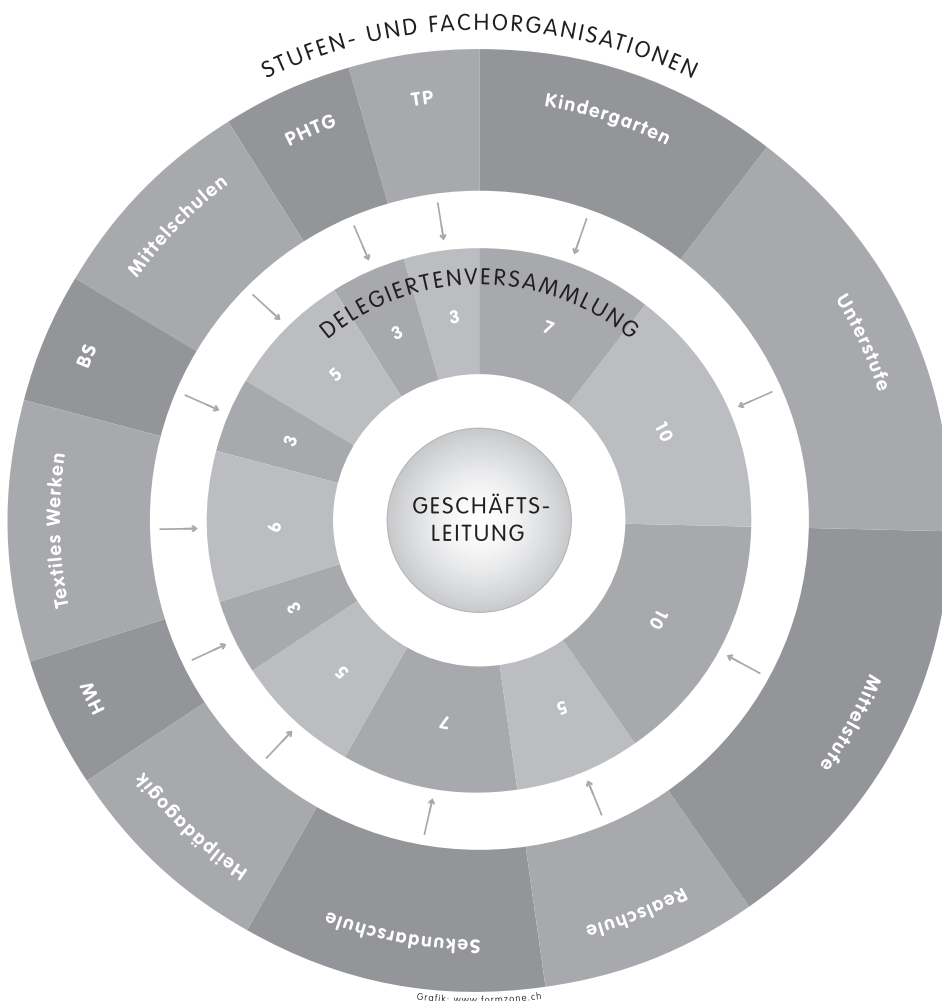 STUFEN- UND FACHORGANISATIONEN
Kindergarten
Unterstufe
Mittelstufe
Realschule
Sekundarschule
Heilpädagogik
HW
Textiles Werken
BS
Mittelschulen
PHTG
TP
DELEGIERTENVERSAMMLUNG
7
10
10
5
7
5
3
6
3
5
3
3
GESCHÄFTS-
LEITUNG
Grafik: www.formzone.ch